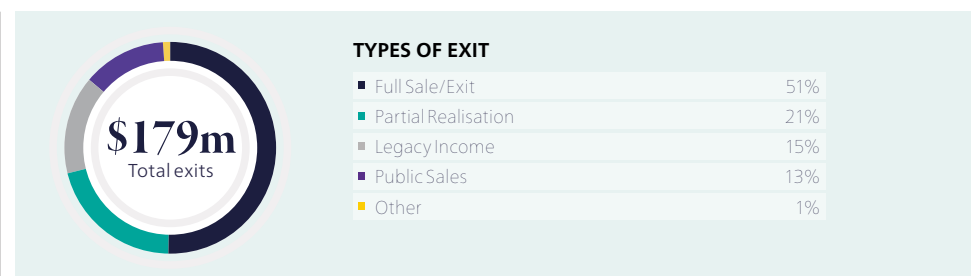 $179m
Total exits
TYPES OF EXIT
Full Sale/Exit 51%
Partial Realisation 21%
Legacy Income 15%
Public Sales 13%
Other 1%